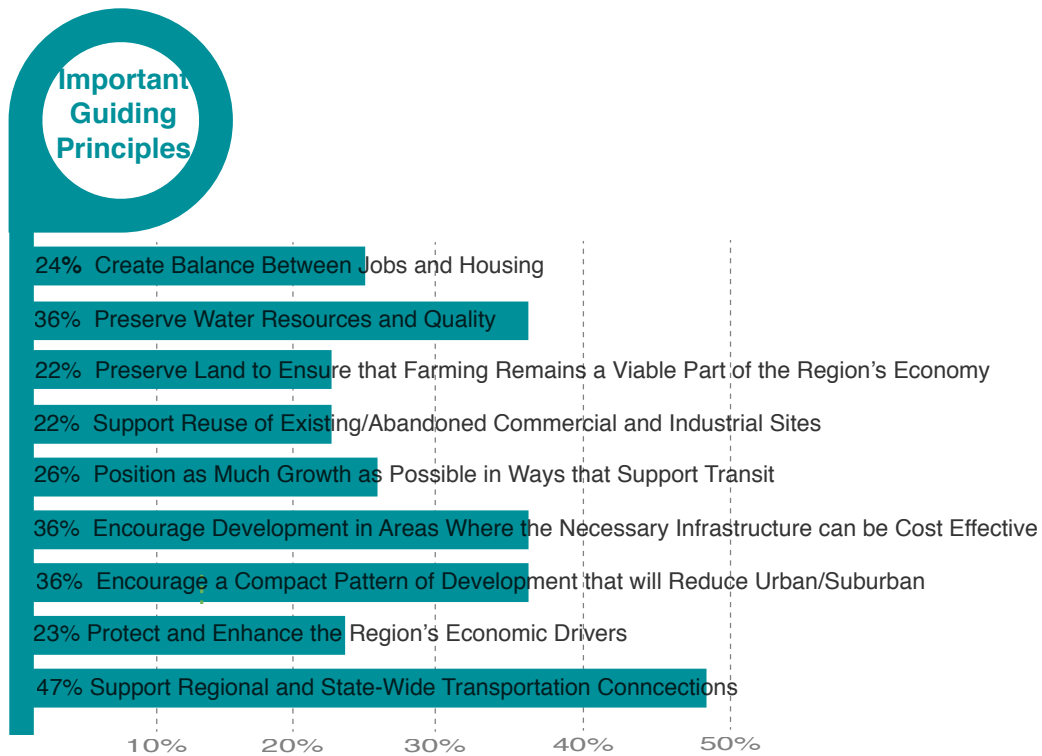 Important
Guiding
Principles
24% Create Balance Between Jobs and Housing
36% Preserve Water Resources and Quality
22% Preserve Land to Ensure that Farming Remains a Viable Part of the Region’s Economy
22% Support Reuse of Existing/Abandoned Commercial and Industrial Sites
26% Position as Much Growth as Possible in Ways that Support Transit
36% Encourage Development in Areas Where the Necessary Infrastructure can be Cost Effective
36% Encourage a Compact Pattern of Development that will Reduce Urban/Suburban
23% Protect and Enhance the Region’s Economic Drivers
47% Support Regional and State-Wide Transportation Conncections
10% 20% 30% 40% 50%